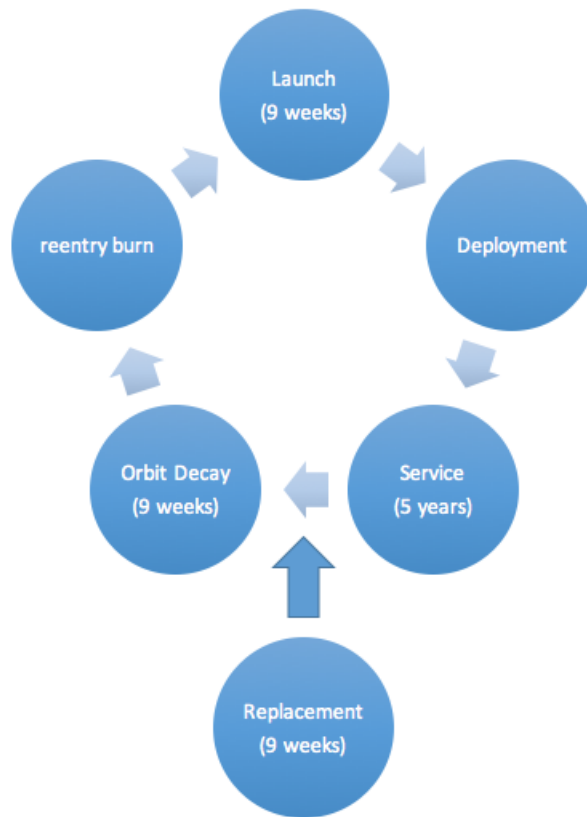 Launch
(9 weeks)
reentry burn
Deployment
Orbit Decay
(9 weeks)
Service
(5 years)
Replacement
(9 weeks)